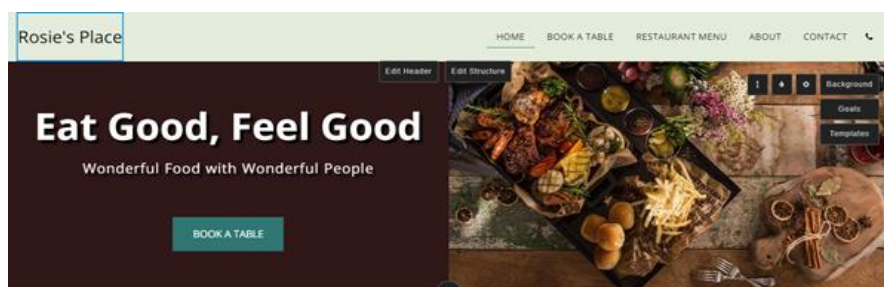 Rosie's Place
HOME BOOK A TABLE RESTAURANT MENU ABOUT CONTACT
Edit Header Edit Structure
Background
Goals
Templates
Eat Good, Feel Good
Wonderful Food with Wonderful People
BOOK A TABLE